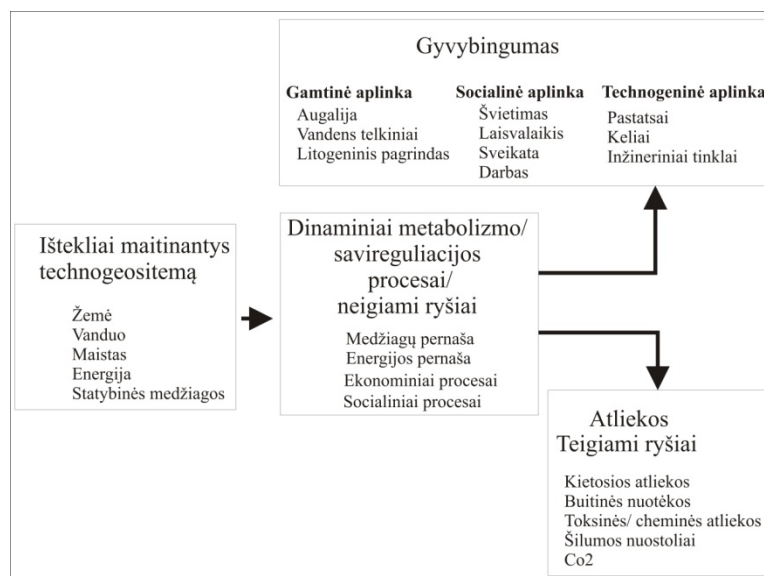 Gyvybingumas
Gamtinė aplinka
Augalija
Vandens telkiniai
Litogeninis pagrindas
Socialinė aplinka
Švietimas
Laisvalaikis
Sveikata
Darbas
Technogeninė aplinka
Pastatsai
Keliai
Inžineriniai tinklai
Ištekliai maitinantys
technogeositemą
Žemė
Vanduo
Maistas
Energija
Statybinės medžiagos
Dinaminiai metabolizmo/
savireguliacijos
procesai/
neigiami ryšiai
Medžiagų pernaša
Energijos pernaša
Ekonominiai procesai
Socialiniai procesai
Atliekos
Teigiami ryšiai
Kietosios atliekos
Buitinės nuotėkos
Toksinės/ cheminės atliekos
Šilumos nuostoliai
Co2